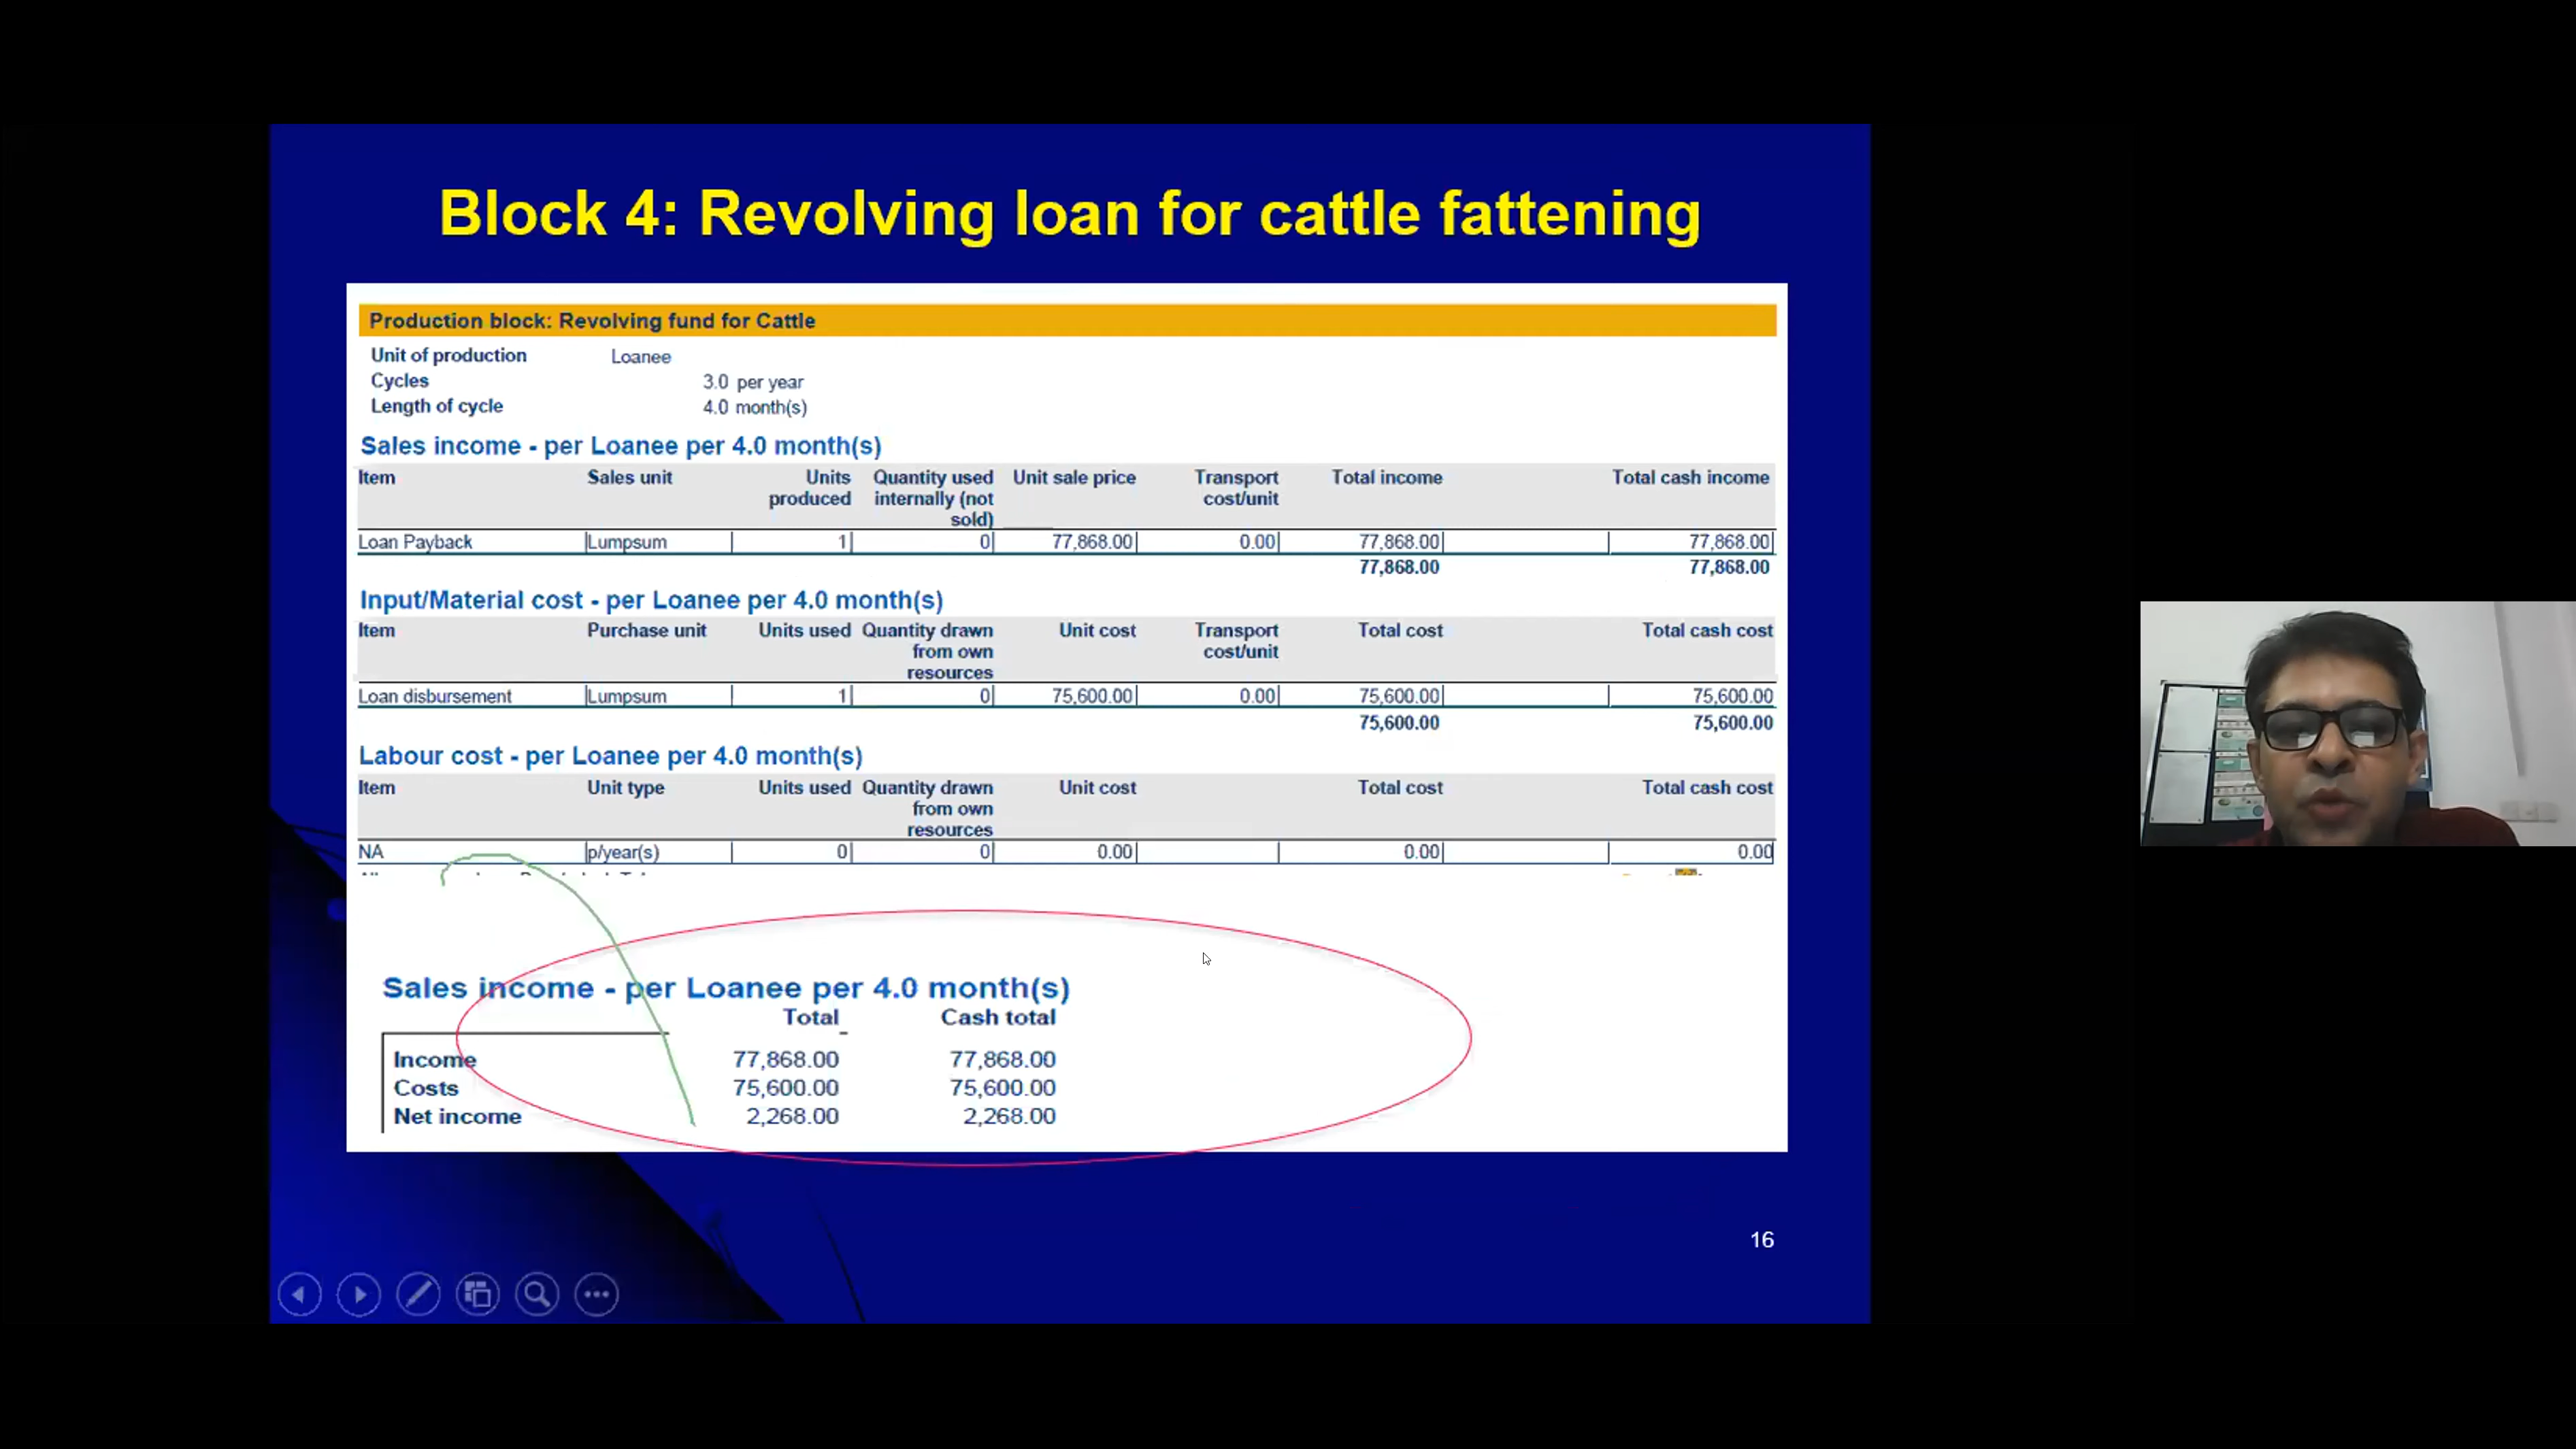 Block 4: Revolving loan for cattle fattening
Production block: Revolving fund for Cattle
Unit of production Loanee
Cycles 3.0 per year
Length of cycle 4.0 month(s)
Sales income - per Loanee per 4.0 month(s)
Item Sales unit Units produced Quantity used internally (not sold) Unit sale price Transport cost/unit Total income Total cash income
Loan Payback Lumpsum 1 0 77,868.00 0.00 77,868.00 77,868.00
77,868.00 77,868.00
Input/Material cost - per Loanee per 4.0 month(s)
Item Purchase unit Units used Quantity drawn from own resources Unit cost Transport cost/unit Total cost Total cash cost
Loan disbursement Lumpsum 1 0 75,600.00 0.00 75,600.00 75,600.00
75,600.00 75,600.00
Labour cost - per Loanee per 4.0 month(s)
Item Unit type Units used Quantity drawn from own resources Unit cost Total cost Total cash cost
NA p/year(s) 0 0 0.00 0.00 0.00
Sales income - per Loanee per 4.0 month(s)
Total Cash total
Income 77,868.00 77,868.00
Costs 75,600.00 75,600.00
Net income 2,268.00 2,268.00
16